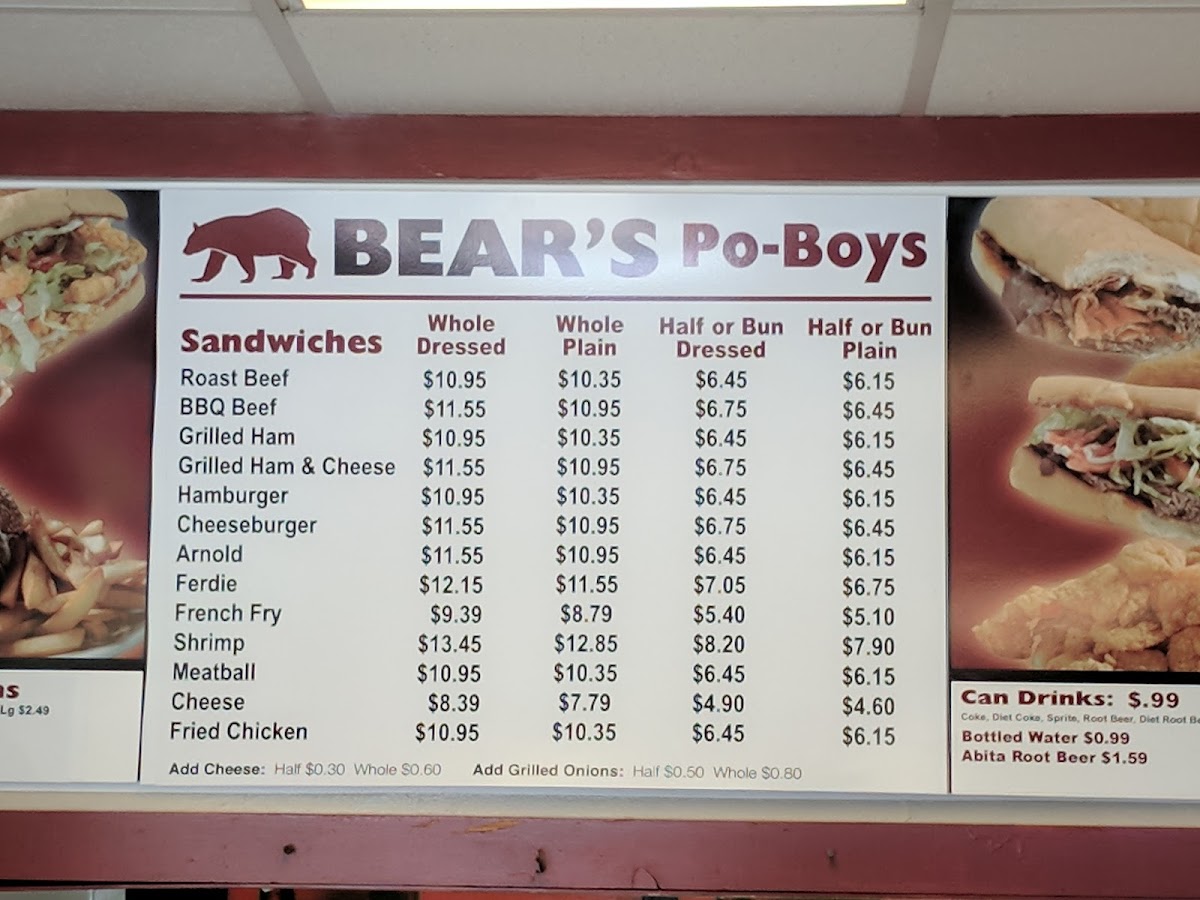 BEAR'S Po-Boys
Sandwiches Whole Dressed Whole Plain Half or Bun Dressed Half or Bun Plain
Roast Beef $10.95 $10.35 $6.45 $6.15
BBQ Beef $11.55 $10.95 $6.75 $6.45
Grilled Ham $10.95 $10.35 $6.45 $6.15
Grilled Ham & Cheese $11.55 $10.95 $6.75 $6.45
Hamburger $10.95 $10.35 $6.45 $6.15
Cheeseburger $11.55 $10.95 $6.75 $6.45
Arnold $11.55 $10.95 $6.45 $6.15
Ferdie $12.15 $11.55 $7.05 $6.75
French Fry $9.39 $8.79 $5.40 $5.10
Shrimp $13.45 $12.85 $8.20 $7.90
Meatball $10.95 $10.35 $6.45 $6.15
Cheese $8.39 $7.79 $4.90 $4.60
Fried Chicken $10.95 $10.35 $6.45 $6.15
Add Cheese: Half $0.30 Whole $0.60 Add Grilled Onions: Half $0.50 Whole $0.80
Lg $2.49
Can Drinks: $.99
Coke, Diet Coke, Sprite, Root Beer, Diet Root
Bottled Water $0.99
Abita Root Beer $1.59